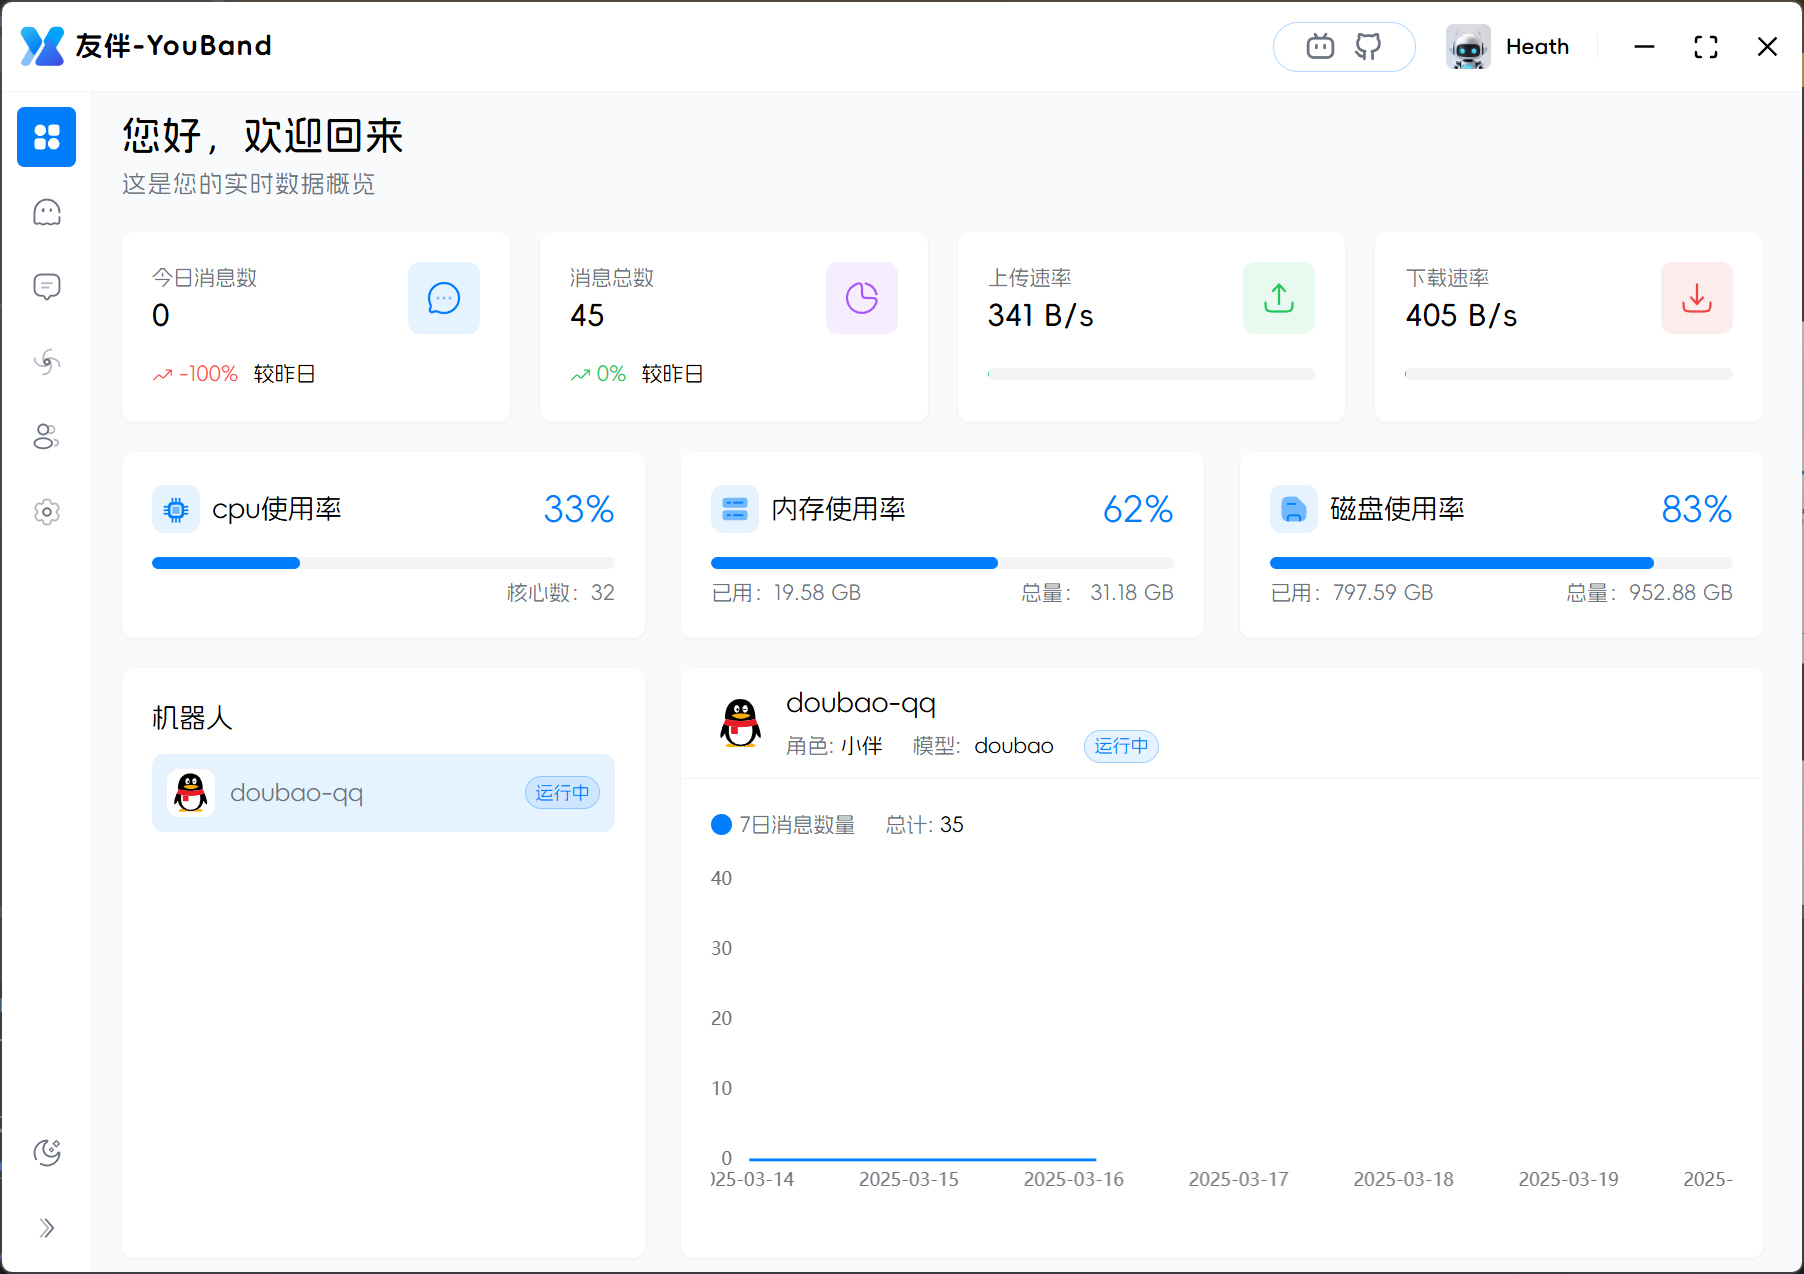 友伴-YouBand
Heath
您好，欢迎回来
这是您的实时数据概览
今日消息数
0
-100% 较昨日
消息总数
45
0% 较昨日
上传速率
341 B/s
下载速率
405 B/s
cpu使用率 33%
核心数：32
内存使用率 62%
已用：19.58 GB 总量：31.18 GB
磁盘使用率 83%
已用：797.59 GB 总量：952.88 GB
机器人
doubao-qq 运行中
doubao-qq
角色: 小伴 模型: doubao 运行中
7日消息数量 总计: 35
40
30
20
10
0
025-03-14 2025-03-15 2025-03-16 2025-03-17 2025-03-18 2025-03-19 2025-